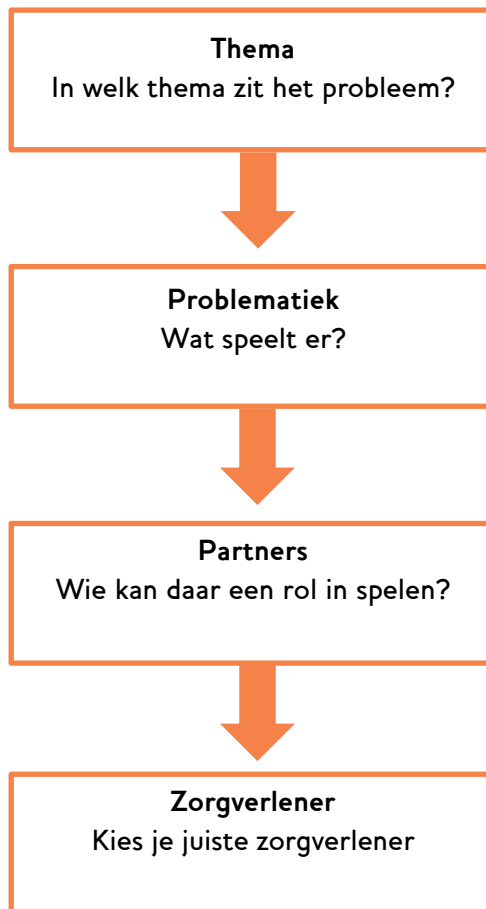 Thema
In welk thema zit het probleem?
Problematiek
Wat speelt er?
Partners
Wie kan daar een rol in spelen?
Zorgverlener
Kies je juiste zorgverlener